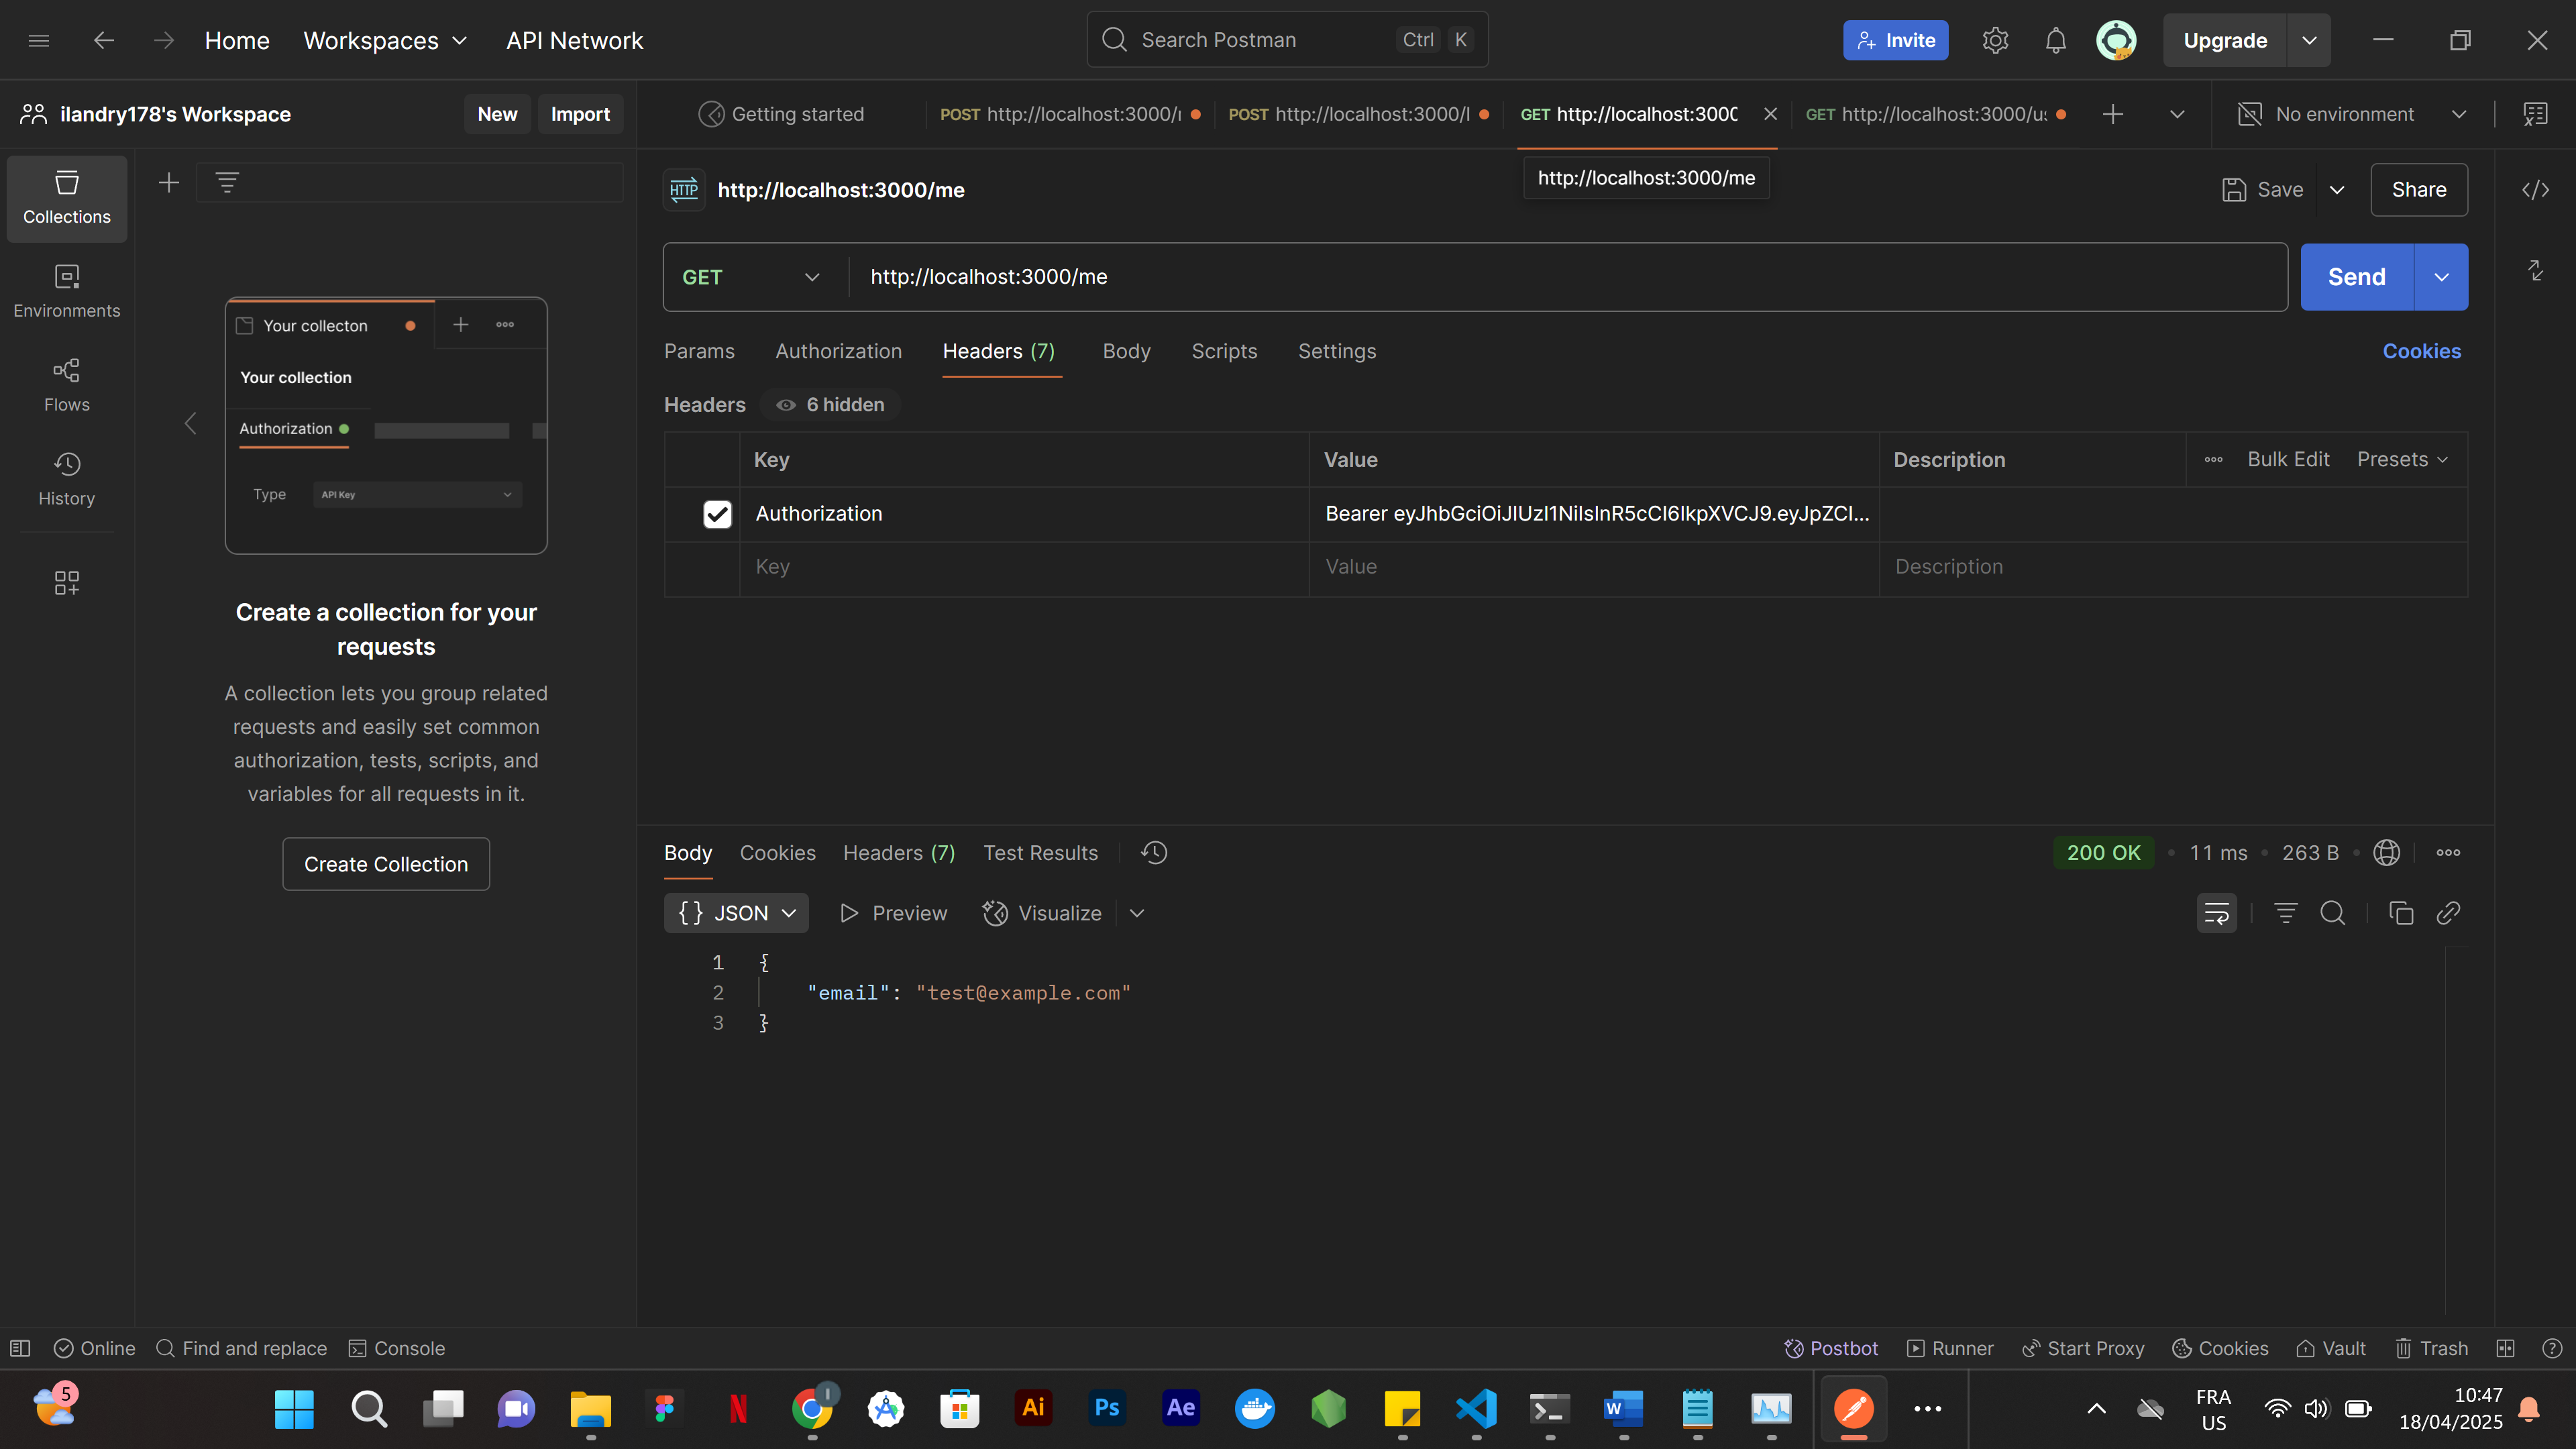 Home Workspaces API Network
Search Postman Ctrl K
Invite Upgrade
ilandry178's Workspace New Import
Getting started POST http://localhost:3000/ POST http://localhost:3000/l GET http://localhost:300 GET http://localhost:3000/us No environment
http://localhost:3000/me
http://localhost:3000/me Save Share
GET http://localhost:3000/me Send
Params Authorization Headers (7) Body Scripts Settings Cookies
Headers 6 hidden
Key Value Description Bulk Edit Presets
Authorization Bearer eyJhbGciOiJIUzI1NiIsInR5cCI6IkpXVCJ9.eyJpZCI...
Key Value Description
Collections
Environments
Flows
History
Your collecton
Your collection
Authorization
Type API Key
Create a collection for your
requests
A collection lets you group related
requests and easily set common
authorization, tests, scripts, and
variables for all requests in it.
Create Collection
Body Cookies Headers (7) Test Results 200 OK 11 ms 263 B
{} JSON Preview Visualize
1 {
2 "email": "test@example.com"
3 }
Online Find and replace Console Postbot Runner Start Proxy Cookies Vault Trash
5
Ai Ps Ae W
FRA
US
10:47
18/04/2025